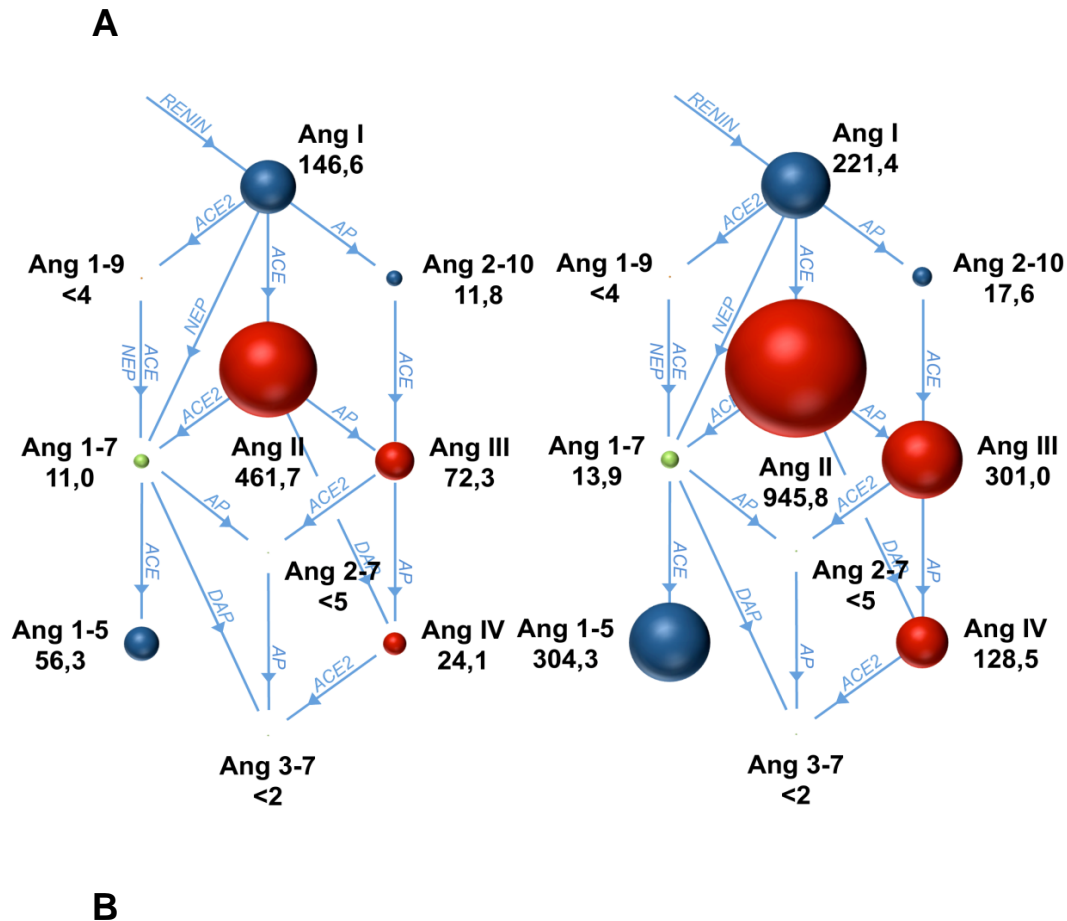 A
RENIN
Ang I
146,6
ACE2
AP
ACE
NEP
Ang 1-9
<4
Ang 2-10
11,8
ACE
NEP
ACE
ACE2
AP
Ang 1-7
11,0
Ang II
461,7
Ang III
72,3
AP
ACE2
ACE
DAP
AP
Ang 2-7
<5
DAP
AP
Ang 1-5
56,3
Ang IV
24,1
ACE2
Ang 3-7
<2
RENIN
Ang I
221,4
ACE2
AP
ACE
NEP
Ang 1-9
<4
Ang 2-10
17,6
ACE
NEP
ACE
AP
Ang 1-7
13,9
Ang II
945,8
Ang III
301,0
AP
ACE2
ACE
DAP
AP
Ang 2-7
<5
DAP
AP
Ang 1-5
304,3
Ang IV
128,5
ACE2
Ang 3-7
<2
B